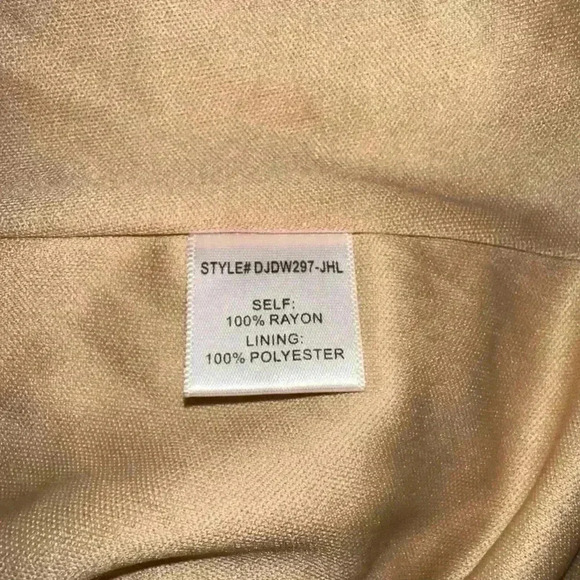 STYLE# DJDW297-JHL
SELF:
100% RAYON
LINING:
100% POLYESTER